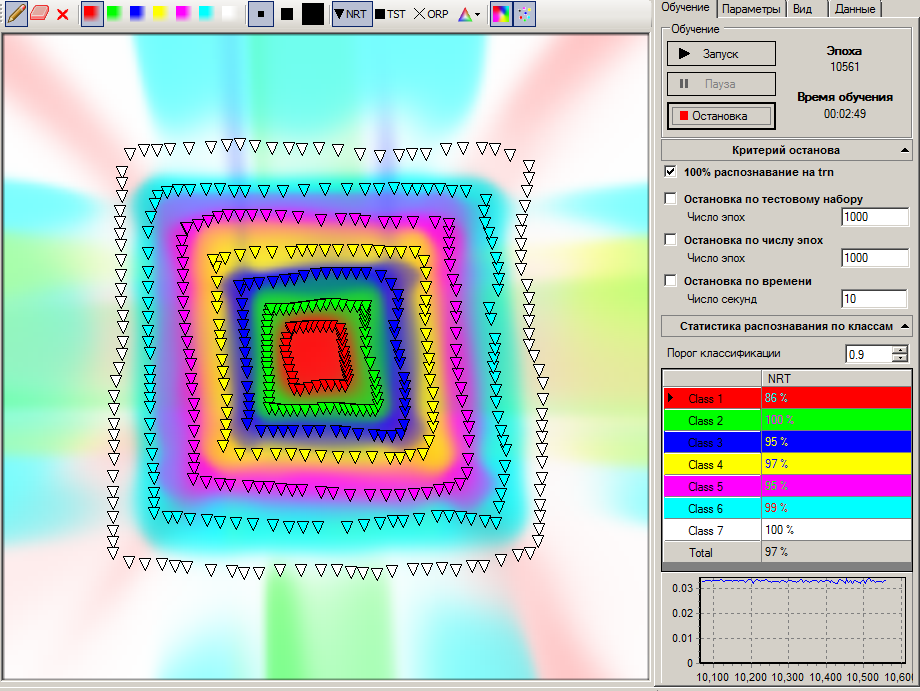 NRT TST ORP
Обучение Параметры Вид Данные
Обучение
Запуск
Пауза
Остановка
Эпоха
10561
Время обучения
00:02:49
Критерий останова
100% распознавание на trn
Остановка по тестовому набору
Число эпох 1000
Остановка по числу эпох
Число эпох 1000
Остановка по времени
Число секунд 10
Статистика распознавания по классам
Порог классификации 0.9
NRT
Class 1 86 %
Class 2 100 %
Class 3 95 %
Class 4 97 %
Class 5 95 %
Class 6 99 %
Class 7 100 %
Total 97 %
0.03
0.02
0.01
0
10,100 10,200 10,300 10,400 10,500 10,600